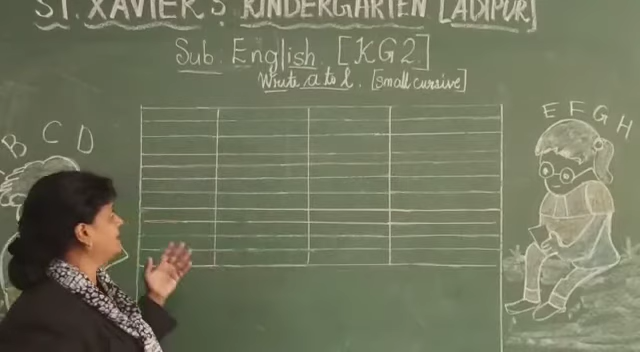 ST. XAVIER'S KINDERGARTEN [ADIPUR]
Sub. English. [KG2.]
Write a to l. [small cursive]
B C D
E F G H